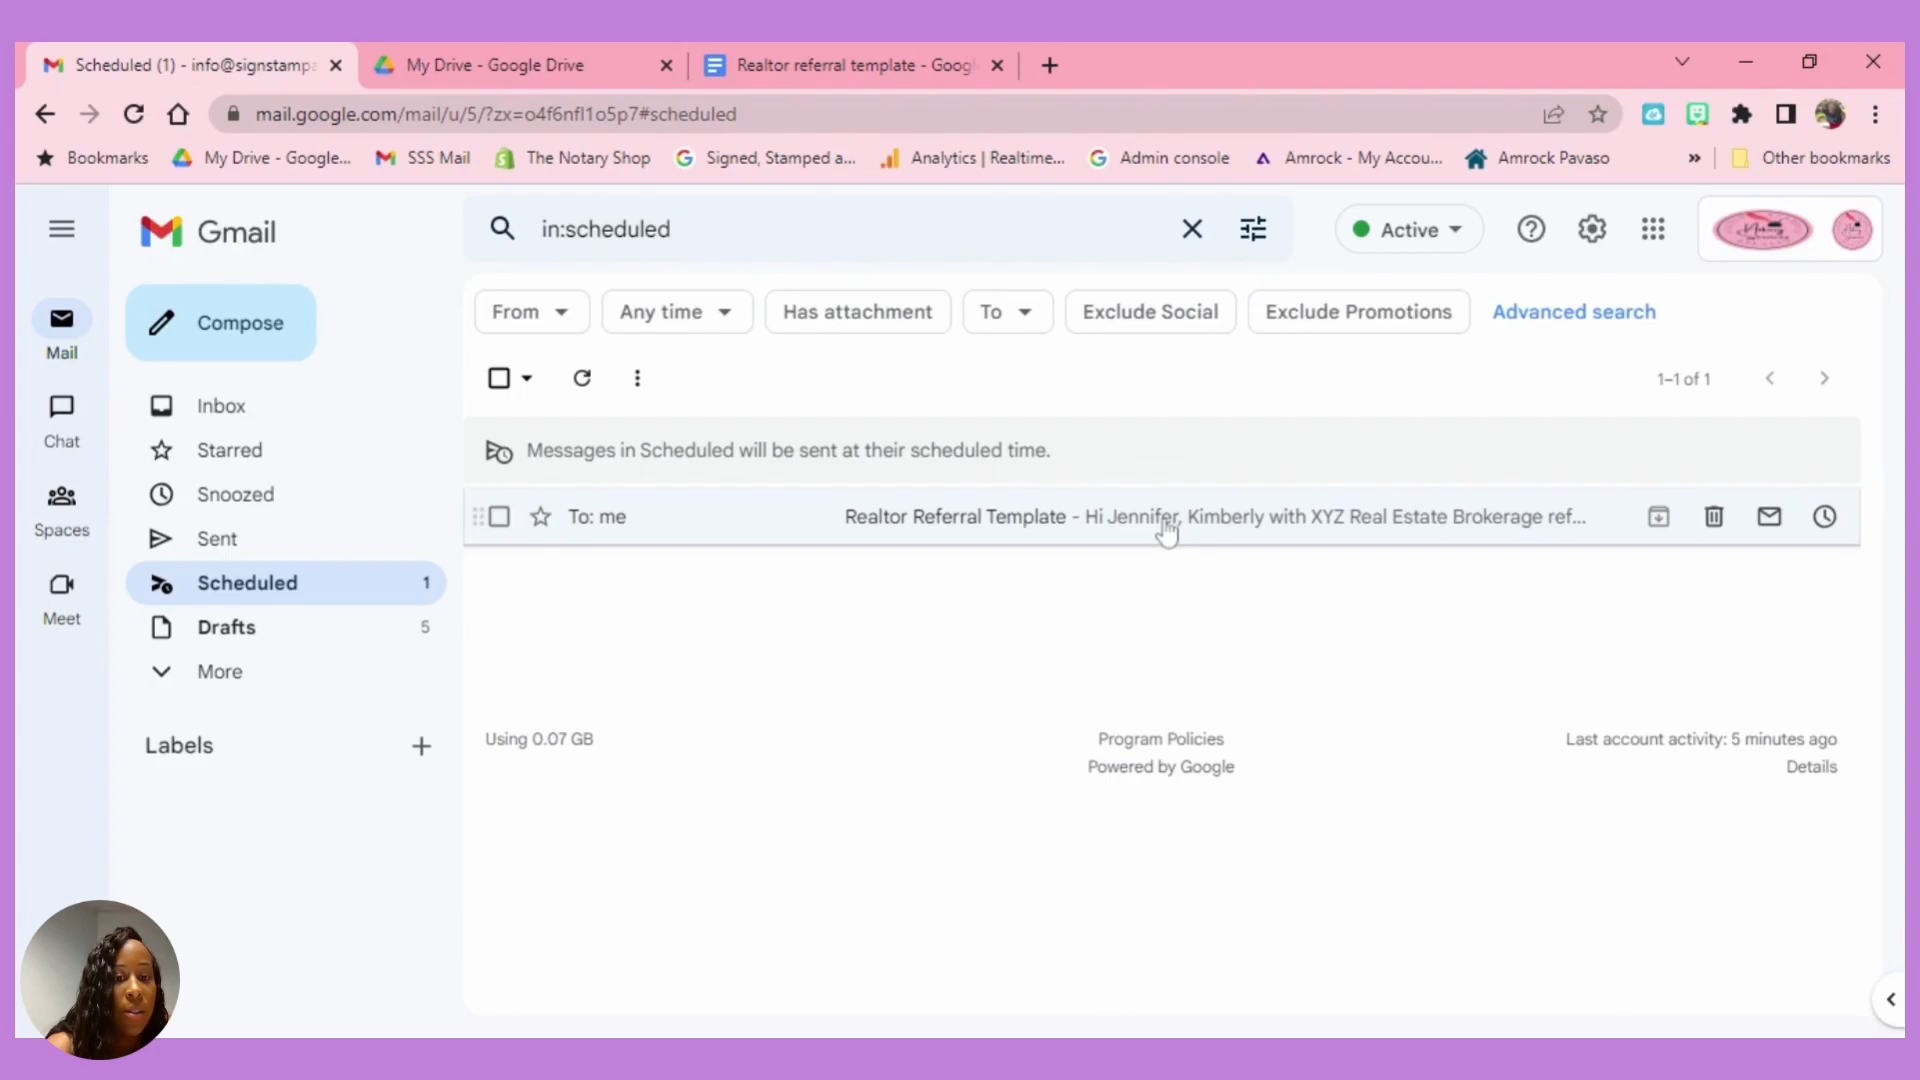 Scheduled (1) - info@signstampa
My Drive - Google Drive
Realtor referral template - Goog
mail.google.com/mail/u/5/?zx=o4f6nfl1o5p7#scheduled
Bookmarks
My Drive - Google...
SSS Mail
The Notary Shop
Signed, Stamped a...
Analytics | Realtime...
Admin console
Amrock - My Accou...
Amrock Pavaso
Other bookmarks
Gmail
in:scheduled
Active
Compose
From
Any time
Has attachment
To
Exclude Social
Exclude Promotions
Advanced search
Mail
1–1 of 1
Inbox
Chat
Messages in Scheduled will be sent at their scheduled time.
Starred
Snoozed
To: me
Realtor Referral Template - Hi Jennifer, Kimberly with XYZ Real Estate Brokerage ref...
Spaces
Sent
Scheduled 1
Meet
Drafts 5
More
Labels
Using 0.07 GB
Program Policies
Powered by Google
Last account activity: 5 minutes ago
Details